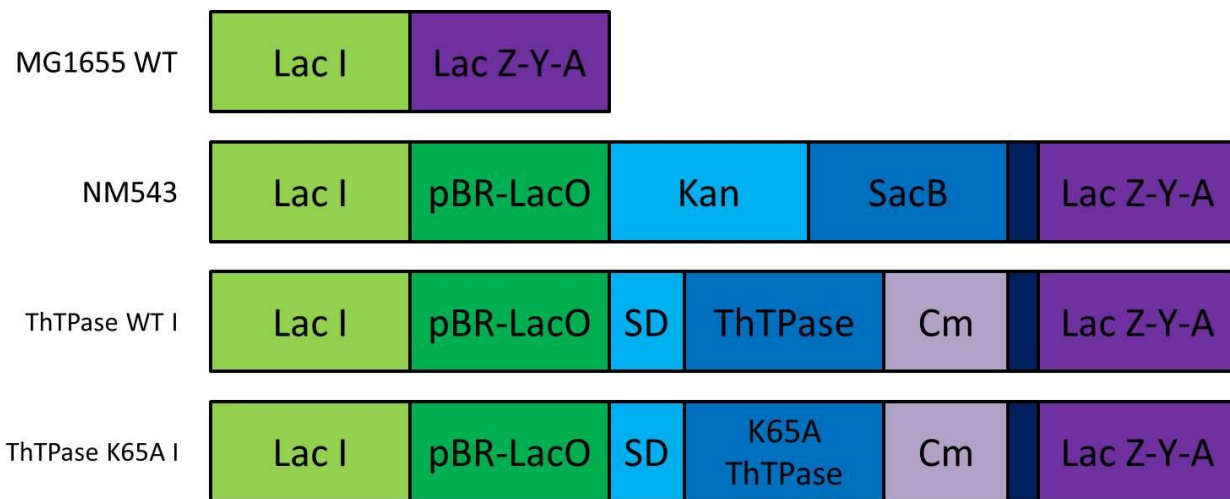 MG1655 WT Lac I Lac Z-Y-A
NM543 Lac I pBR-LacO Kan SacB Lac Z-Y-A
ThTPase WT I Lac I pBR-LacO SD ThTPase Cm Lac Z-Y-A
ThTPase K65A I Lac I pBR-LacO SD K65A ThTPase Cm Lac Z-Y-A